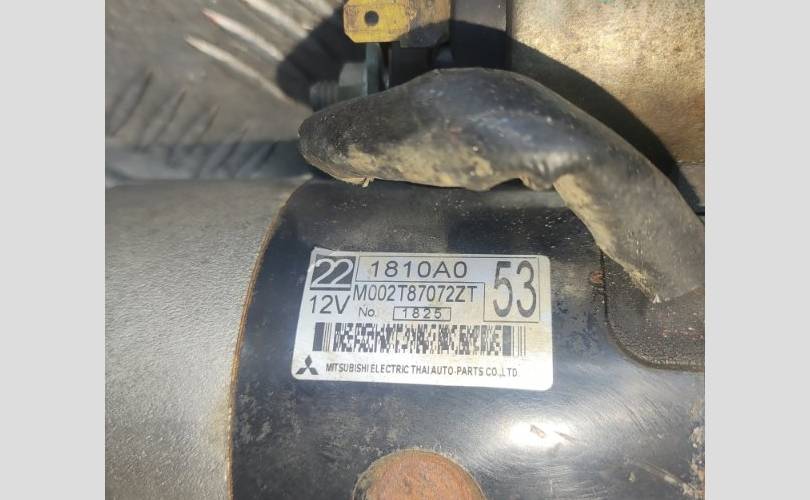 22 1810A0 53
12V M002T87072ZT
No. 1825
MITSUBISHI ELECTRIC THAI AUTO-PARTS CO.,LTD.